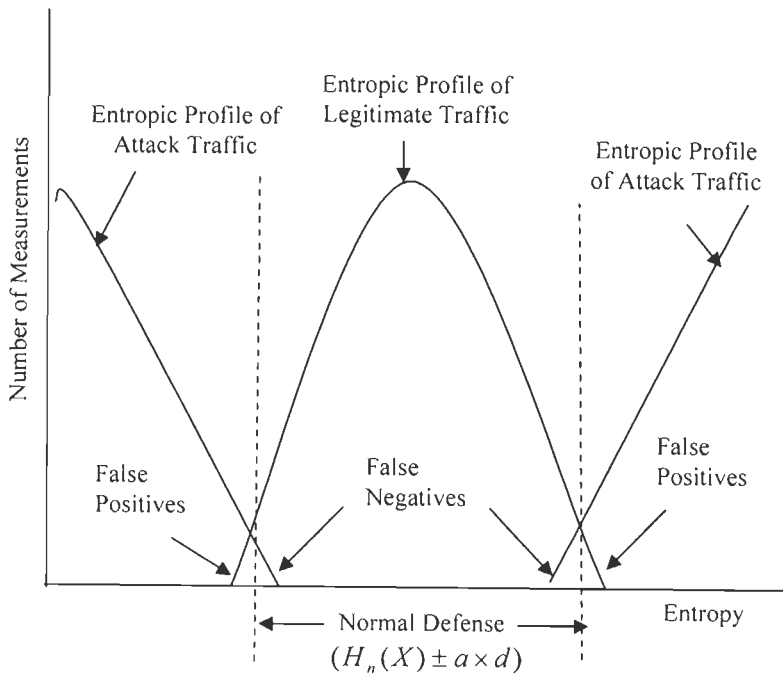 Number of Measurements
Entropic Profile of
Attack Traffic
Entropic Profile of
Legitimate Traffic
Entropic Profile
of Attack Traffic
False
Positives
False
Negatives
False
Positives
Entropy
Normal Defense
(Hₙ(X) ± a × d)